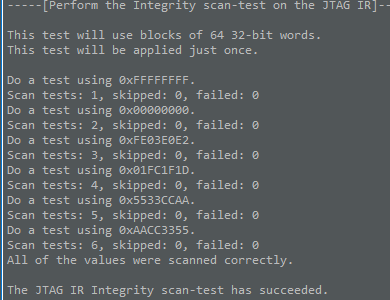 -----[Perform the Integrity scan-test on the JTAG IR]--
This test will use blocks of 64 32-bit words.
This test will be applied just once.
Do a test using 0xFFFFFFFF.
Scan tests: 1, skipped: 0, failed: 0
Do a test using 0x00000000.
Scan tests: 2, skipped: 0, failed: 0
Do a test using 0xFE03E0E2.
Scan tests: 3, skipped: 0, failed: 0
Do a test using 0x01FC1F1D.
Scan tests: 4, skipped: 0, failed: 0
Do a test using 0x5533CCAA.
Scan tests: 5, skipped: 0, failed: 0
Do a test using 0xAACC3355.
Scan tests: 6, skipped: 0, failed: 0
All of the values were scanned correctly.
The JTAG IR Integrity scan-test has succeeded.